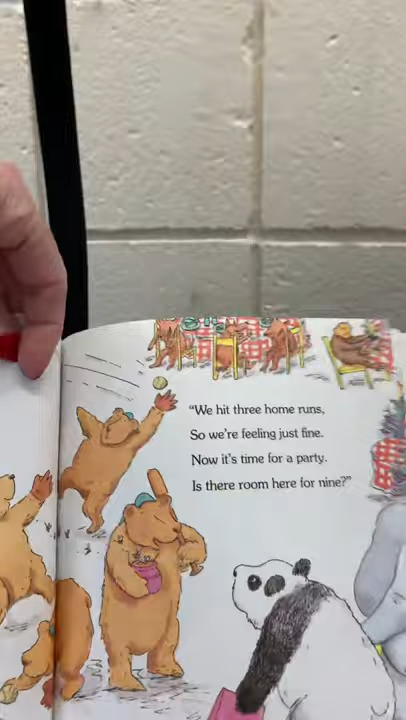 “We hit three home runs,
So we’re feeling just fine.
Now it’s time for a party.
Is there room here for nine?”